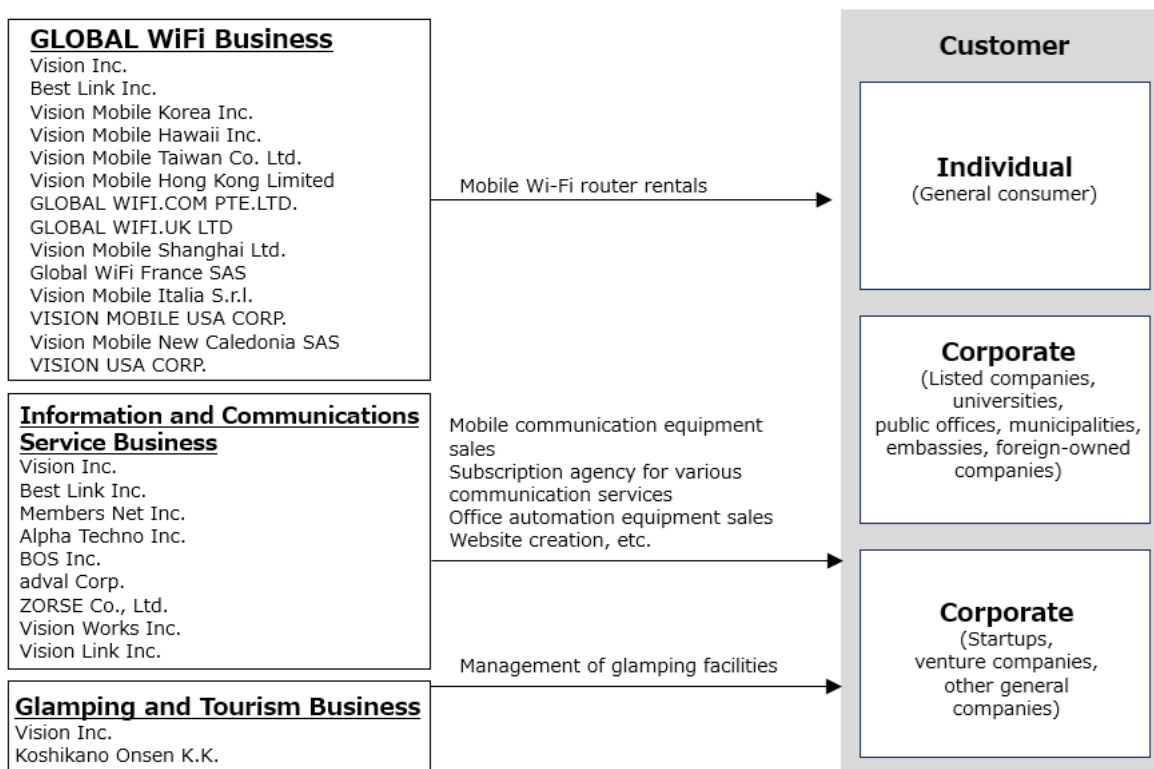 GLOBAL WiFi Business
Vision Inc.
Best Link Inc.
Vision Mobile Korea Inc.
Vision Mobile Hawaii Inc.
Vision Mobile Taiwan Co. Ltd.
Vision Mobile Hong Kong Limited
GLOBAL WIFI.COM PTE.LTD.
GLOBAL WIFI.UK LTD
Vision Mobile Shanghai Ltd.
Global WiFi France SAS
Vision Mobile Italia S.r.l.
VISION MOBILE USA CORP.
Vision Mobile New Caledonia SAS
VISION USA CORP.
Mobile Wi-Fi router rentals
Information and Communications
Service Business
Vision Inc.
Best Link Inc.
Members Net Inc.
Alpha Techno Inc.
BOS Inc.
adval Corp.
ZORSE Co., Ltd.
Vision Works Inc.
Vision Link Inc.
Mobile communication equipment
sales
Subscription agency for various
communication services
Office automation equipment sales
Website creation, etc.
Glamping and Tourism Business
Vision Inc.
Koshikano Onsen K.K.
Management of glamping facilities
Customer
Individual
(General consumer)
Corporate
(Listed companies,
universities,
public offices, municipalities,
embassies, foreign-owned
companies)
Corporate
(Startups,
venture companies,
other general
companies)